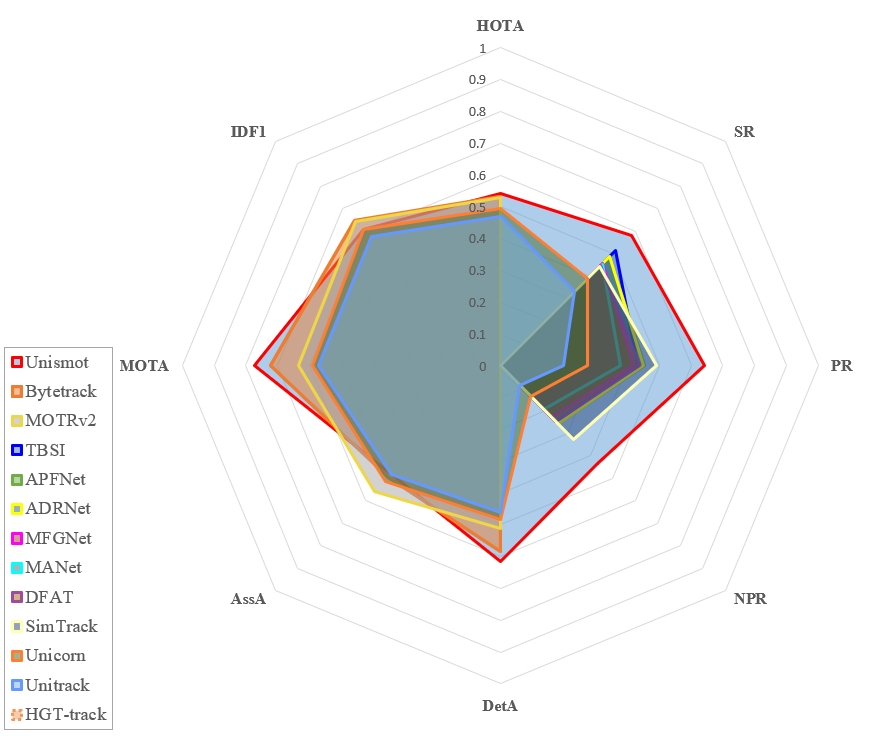 HOTA
1
0.9
0.8
0.7
0.6
0.5
0.4
0.3
0.2
0.1
0
IDF1
SR
MOTA
PR
AssA
NPR
DetA
Unismot
Bytetrack
MOTRv2
TBSI
APFNet
ADRNet
MFGNet
MANet
DFAT
SimTrack
Unicorn
Unitrack
HGT-track